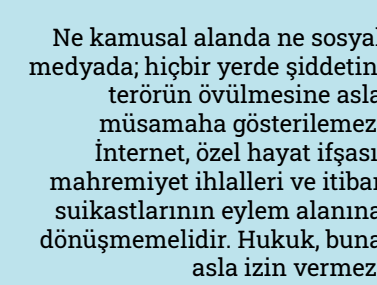 Ne kamusal alanda ne sosyal
medyada; hiçbir yerde şiddetin,
terörün övülmesine asla
müsamaha gösterilemez.
İnternet, özel hayat ifşası,
mahremiyet ihlalleri ve itibar
suikastlarının eylem alanına
dönüşmemelidir. Hukuk, buna
asla izin vermez.